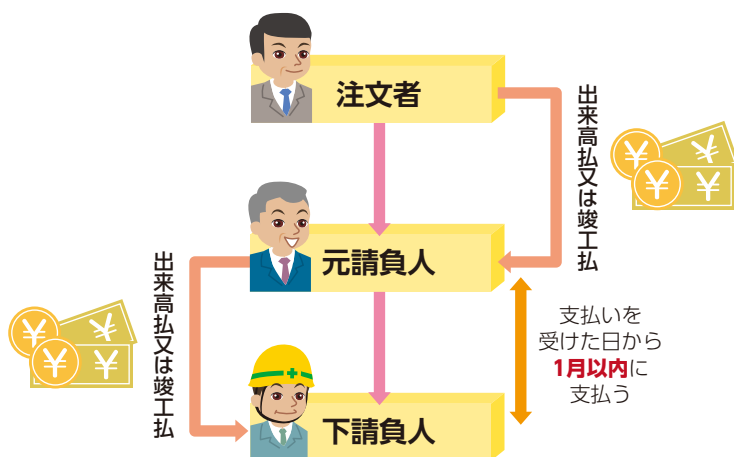 注文者
出来高払又は竣工払
¥
¥
¥
¥
元請負人
出来高払又は竣工払
¥
¥
¥
¥
支払いを
受けた日から
1月以内に
支払う
下請負人